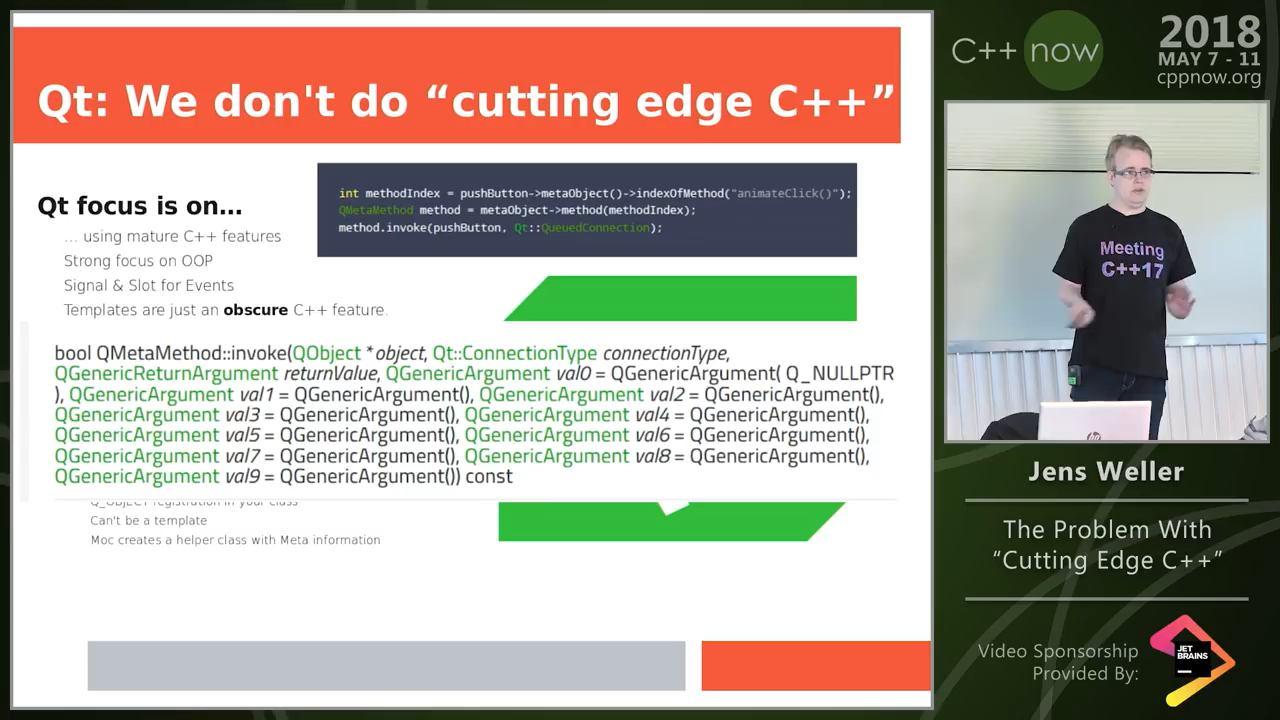 Qt: We don't do “cutting edge C++”
Qt focus is on...
... using mature C++ features
Strong focus on OOP
Signal & Slot for Events
Templates are just an obscure C++ feature.
int methodIndex = pushButton->metaObject()->indexOfMethod("animateClick()");
QMetaMethod method = metaObject->method(methodIndex);
method.invoke(pushButton, Qt::QueuedConnection);
bool QMetaMethod::invoke(QObject *object, Qt::ConnectionType connectionType,
QGenericReturnArgument returnValue, QGenericArgument val0 = QGenericArgument( Q_NULLPTR
), QGenericArgument val1 = QGenericArgument(), QGenericArgument val2 = QGenericArgument(),
QGenericArgument val3 = QGenericArgument(), QGenericArgument val4 = QGenericArgument(),
QGenericArgument val5 = QGenericArgument(), QGenericArgument val6 = QGenericArgument(),
QGenericArgument val7 = QGenericArgument(), QGenericArgument val8 = QGenericArgument(),
QGenericArgument val9 = QGenericArgument()) const
Q_OBJECT registration in your class
Can't be a template
Moc creates a helper class with Meta information
C++ now
2018
MAY 7 - 11
cppnow.org
Meeting
C++17
hp
Jens Weller
The Problem With
“Cutting Edge C++”
Video Sponsorship
Provided By:
JET
BRAINS